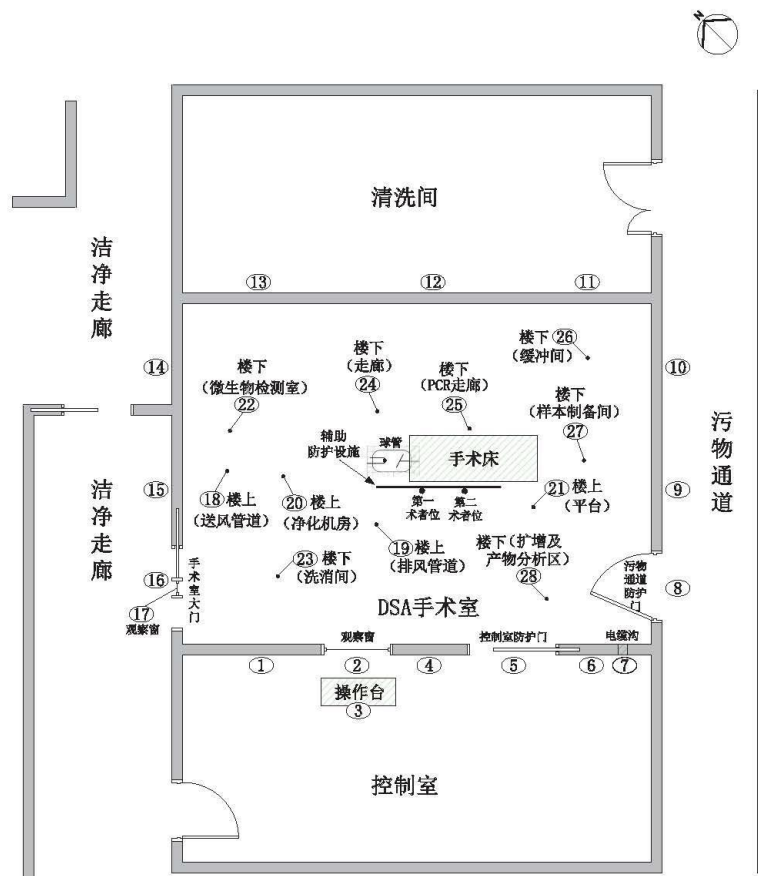 N
清洗间
⑬
⑫
⑪
洁净走廊
⑭
楼下
(微生物检测室)
㉒
楼下
(走廊)
㉔
楼下
(PCR走廊)
㉕
楼下㉖
(缓冲间)
楼下
(样本制备间)
㉗
⑩
污物通道
辅助
防护设施
球管
手术床
第一
术者位
第二
术者位
洁净走廊
⑮
⑱楼上
(送风管道)
⑳楼上
(净化机房)
㉑楼上
(平台)
⑨
⑲楼上
(排风管道)
㉓楼下
(洗消间)
楼下(扩增及
产物分析区)
㉘
污物
通道
防护
门
⑧
⑯
手术室大门
⑰
观察窗
DSA手术室
观察窗
控制室防护门
电缆沟
①
②
④
⑤
⑥
⑦
操作台
③
控制室